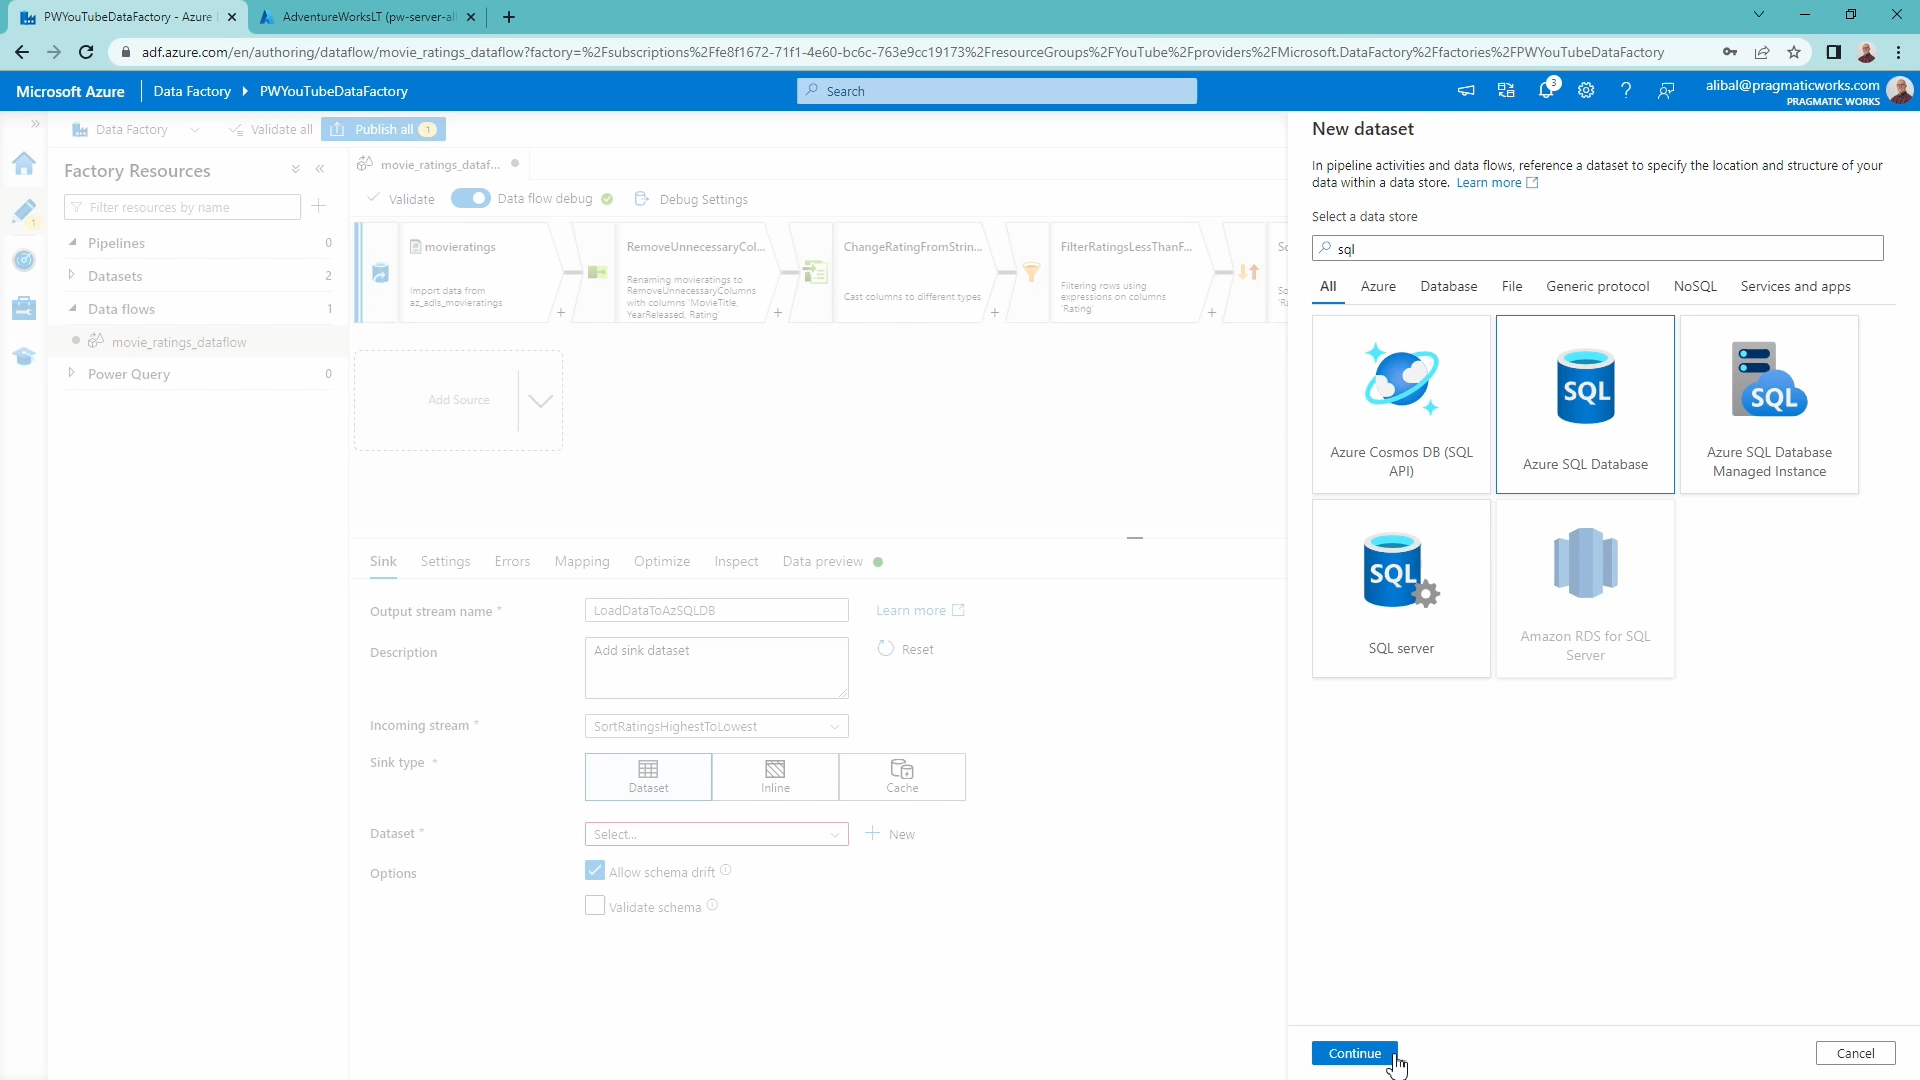 PWYouTubeDataFactory - Azure
AdventureWorksLT (pw-server-al
adf.azure.com/en/authoring/dataflow/movie_ratings_dataflow?factory=%2Fsubscriptions%2Ffe8f1672-71f1-4e60-bc6c-763e9cc19173%2FresourceGroups%2FYouTube%2Fproviders%2FMicrosoft.DataFactory%2Ffactories%2FPWYouTubeDataFactory
Microsoft Azure
Data Factory
PWYouTubeDataFactory
Search
3
alibal@pragmaticworks.com
PRAGMATIC WORKS
Data Factory
Validate all
Publish all
1
Factory Resources
Filter resources by name
1
Pipelines 0
Datasets 2
Data flows 1
movie_ratings_dataflow
Power Query 0
movie_ratings_dataf...
Validate
Data flow debug
Debug Settings
movieratings
Import data from
az_adls_movieratings
+
RemoveUnnecessaryCol...
Renaming movieratings to
RemoveUnnecessaryColumns
with columns 'MovieTitle,
YearReleased, Rating'
+
ChangeRatingFromStrin...
Cast columns to different types
+
FilterRatingsLessThanF...
Filtering rows using
expressions on columns
'Rating'
+
Add Source
Sink
Settings
Errors
Mapping
Optimize
Inspect
Data preview
Output stream name *
LoadDataToAzSQLDB
Learn more
Description
Add sink dataset
Reset
Incoming stream *
SortRatingsHighestToLowest
Sink type *
Dataset
Inline
Cache
Dataset *
Select...
New
Options
Allow schema drift
Validate schema
New dataset
In pipeline activities and data flows, reference a dataset to specify the location and structure of your
data within a data store. Learn more
Select a data store
sql
All
Azure
Database
File
Generic protocol
NoSQL
Services and apps
Azure Cosmos DB (SQL
API)
SQL
Azure SQL Database
SQL
Azure SQL Database
Managed Instance
SQL
SQL server
Amazon RDS for SQL
Server
Continue
Cancel